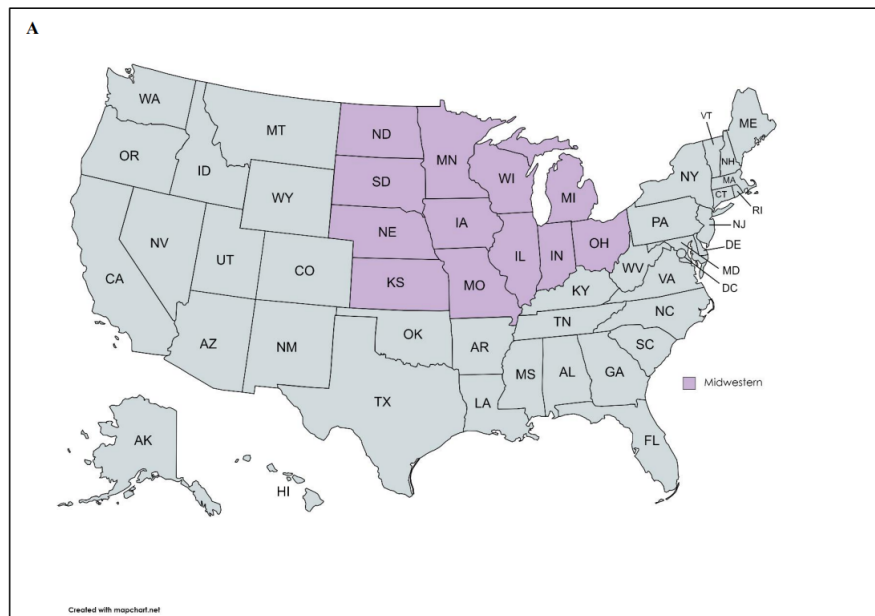 A
WA
OR
CA
NV
ID
MT
WY
UT
CO
AZ
NM
ND
SD
NE
KS
OK
TX
MN
IA
MO
AR
LA
WI
IL
MI
IN
OH
KY
TN
MS
AL
GA
FL
SC
NC
VA
WV
PA
NY
VT
NH
ME
MA
CT
RI
NJ
DE
MD
DC
AK
HI
Midwestern
Created with mapchart.net